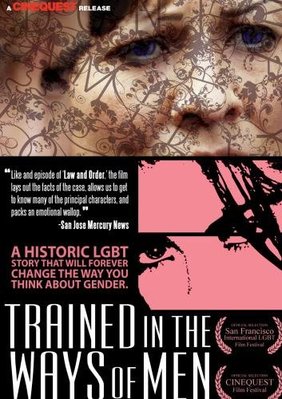 A CINEQUEST RELEASE
"Like and episode of 'Law and Order,' the film
lays out the facts of the case, allows us to get
to know many of the principal characters, and
packs an emotional wallop."
-San Jose Mercury News
A HISTORIC LGBT
STORY THAT WILL FOREVER
CHANGE THE WAY YOU
THINK ABOUT GENDER.
TRAINED IN THE
WAYS OF MEN
OFFICIAL SELECTION
San Francisco
International LGBT
Film Festival
OFFICIAL SELECTION
CINEQUEST
Film Festival